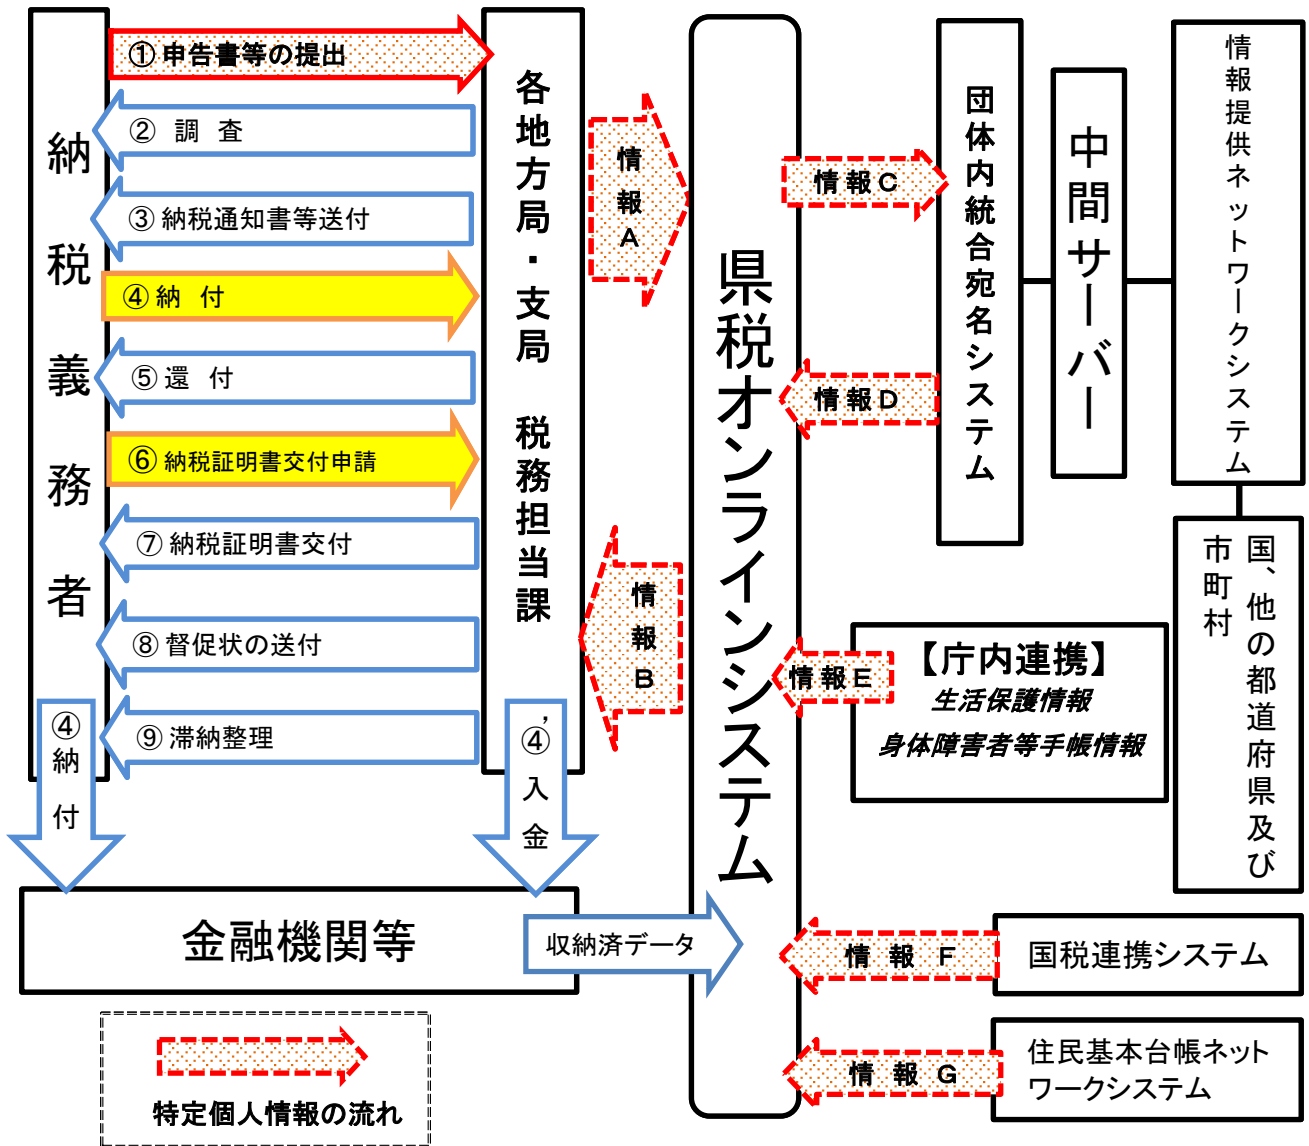 納税義務者
① 申告書等の提出
② 調 査
③ 納税通知書等送付
④ 納 付
⑤ 還 付
⑥ 納税証明書交付申請
⑦ 納税証明書交付
⑧ 督促状の送付
⑨ 滞納整理
④納付
各地方局・支局 税務担当課
④’入金
金融機関等
収納済データ
情報A
情報B
県税オンラインシステム
情報C
情報D
情報E
情 報 F
情 報 G
団体内統合宛名システム
中間サーバー
情報提供ネットワークシステム
国、他の都道府県及び
市町村
【庁内連携】
生活保護情報
身体障害者等手帳情報
国税連携システム
住民基本台帳ネット
ワークシステム
特定個人情報の流れ